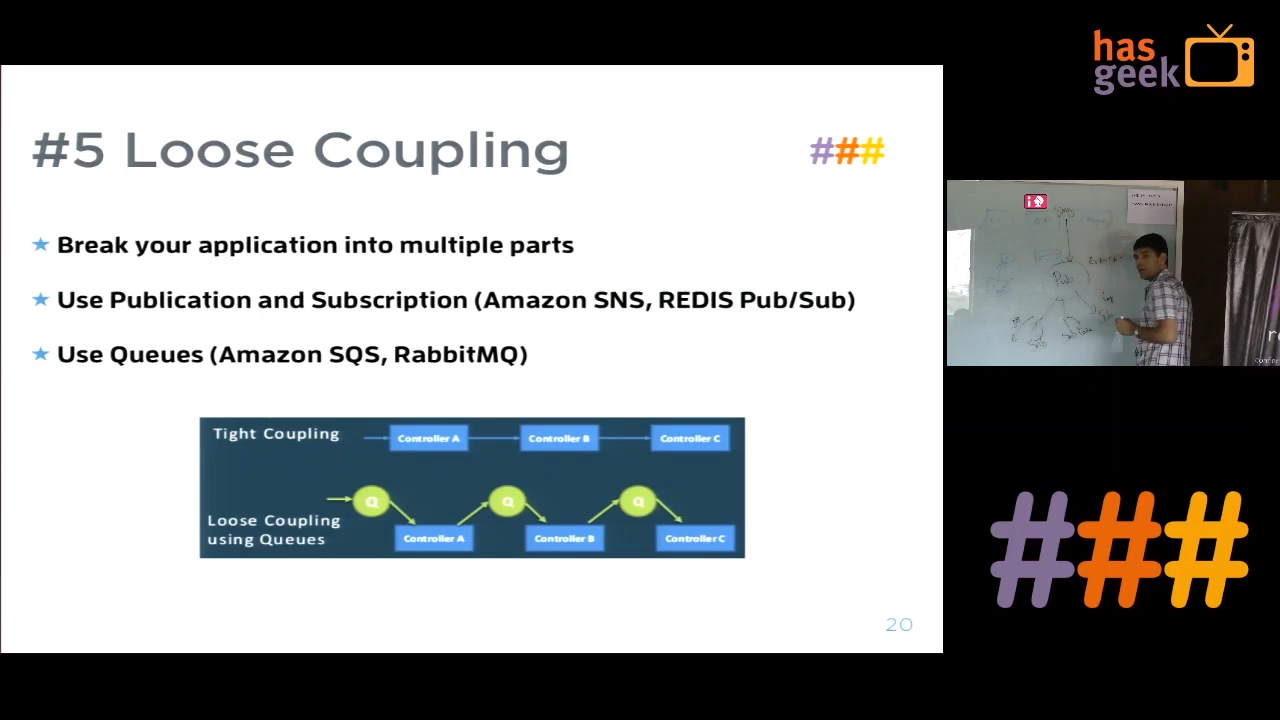 has
geek
#5 Loose Coupling
###
★ Break your application into multiple parts
★ Use Publication and Subscription (Amazon SNS, REDIS Pub/Sub)
★ Use Queues (Amazon SQS, RabbitMQ)
Tight Coupling
Controller A
Controller B
Controller C
Q
Q
Q
Loose Coupling
using Queues
Controller A
Controller B
Controller C
20
###